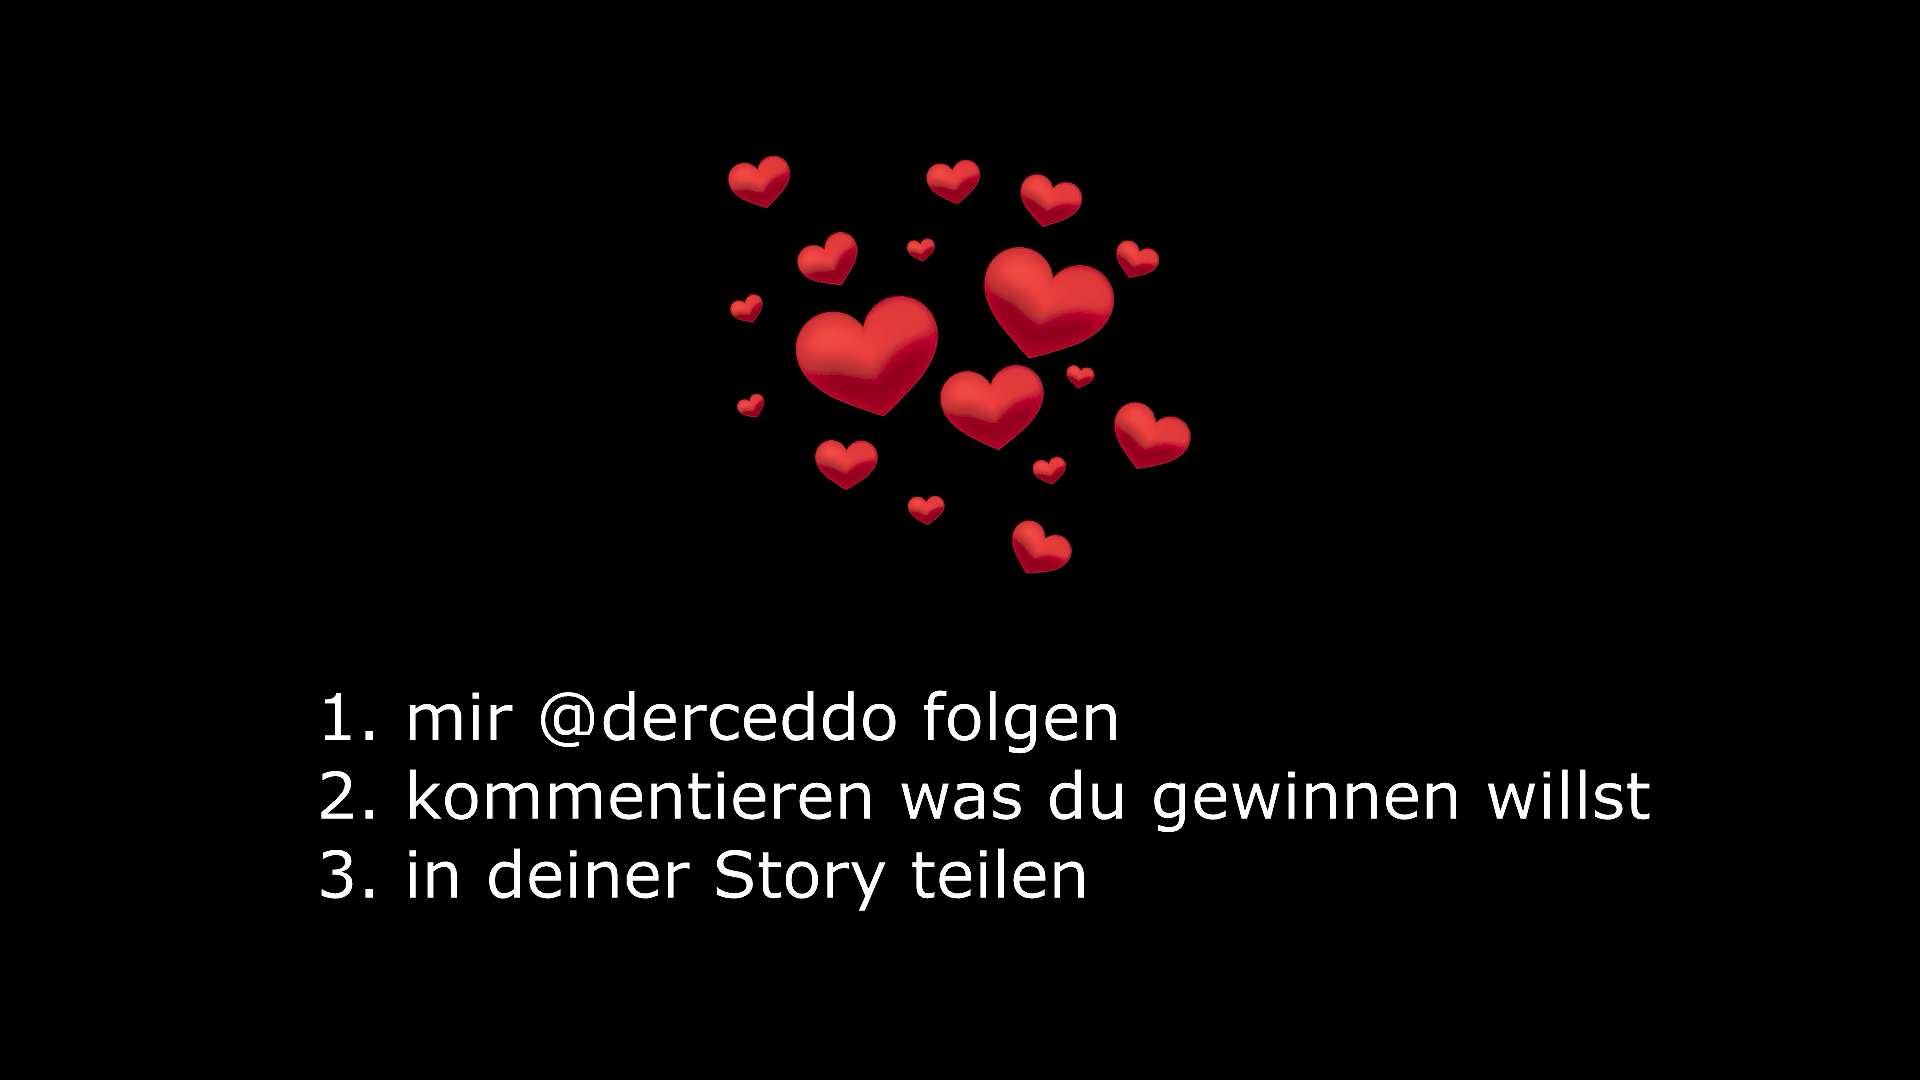 1. mir @derceddo folgen
2. kommentieren was du gewinnen willst
3. in deiner Story teilen